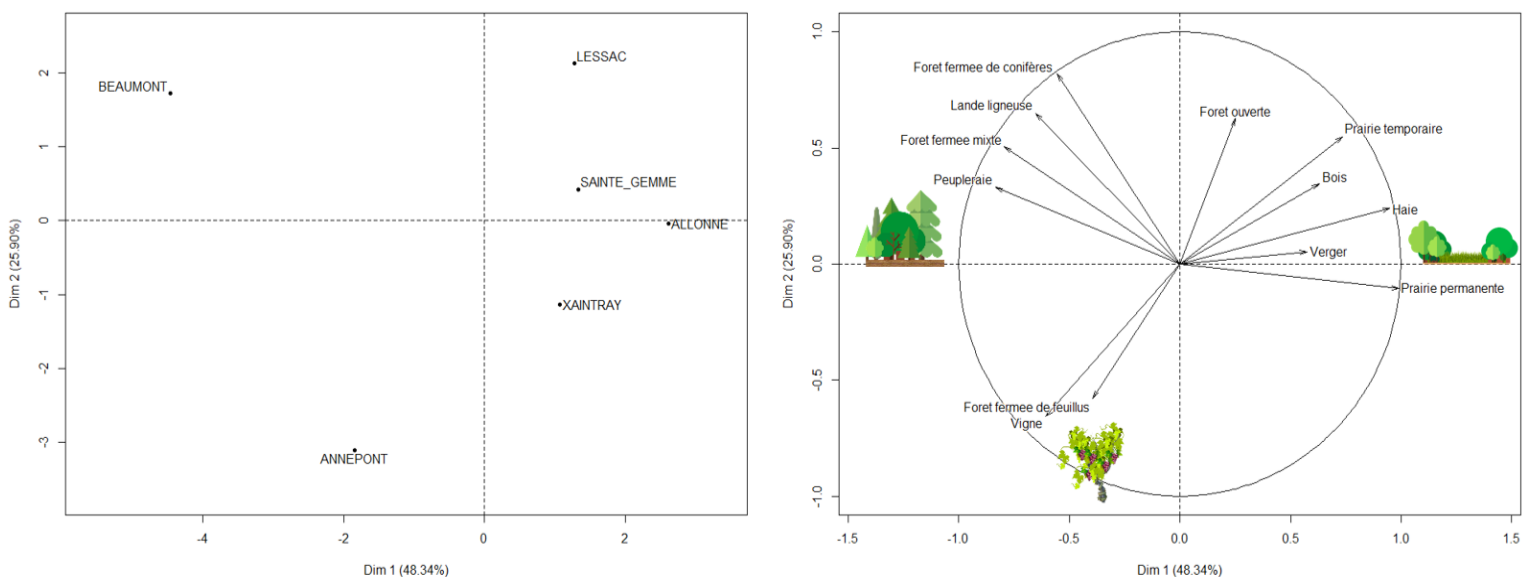 LESSAC
BEAUMONT
SAINTE_GEMME
ALLONNE
XAINTRAY
ANNEPONT
2
1
0
-1
-2
-3
Dim 2 (25.90%)
-4
-2
0
2
Dim 1 (48.34%)
Foret fermee de conifères
Lande ligneuse
Foret ouverte
Prairie temporaire
Foret fermee mixte
Peupleraie
Bois
Haie
Verger
Prairie permanente
Foret fermee de feuillus
Vigne
1.0
0.5
0.0
-0.5
-1.0
Dim 2 (25.90%)
-1.5
-1.0
-0.5
0.0
0.5
1.0
1.5
Dim 1 (48.34%)